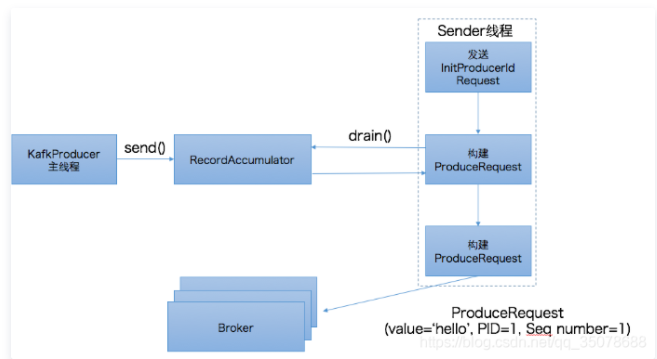 Sender线程
发送
InitProducerId
Request
KafkProducer
主线程
send()
RecordAccumulator
drain()
构建
ProduceRequest
构建
ProduceRequest
Broker
ProduceRequest
(value='hello', PID=1, Seq number=1)
https://blog.csdn.net/qq_35078688